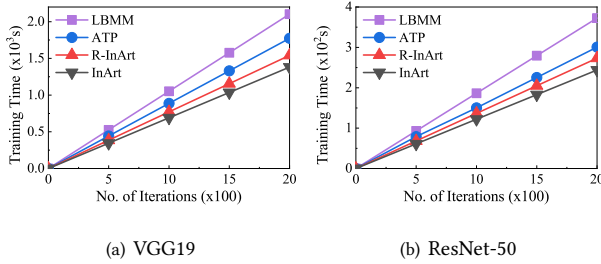 Training Time (x10³s)
2.0
1.5
1.0
0.5
0.0
LBMM
ATP
R-InArt
InArt
0 5 10 15 20
No. of Iterations (x100)
(a) VGG19
Training Time (x10²s)
4
3
2
1
0
LBMM
ATP
R-InArt
InArt
0 5 10 15 20
No. of Iterations (x100)
(b) ResNet-50